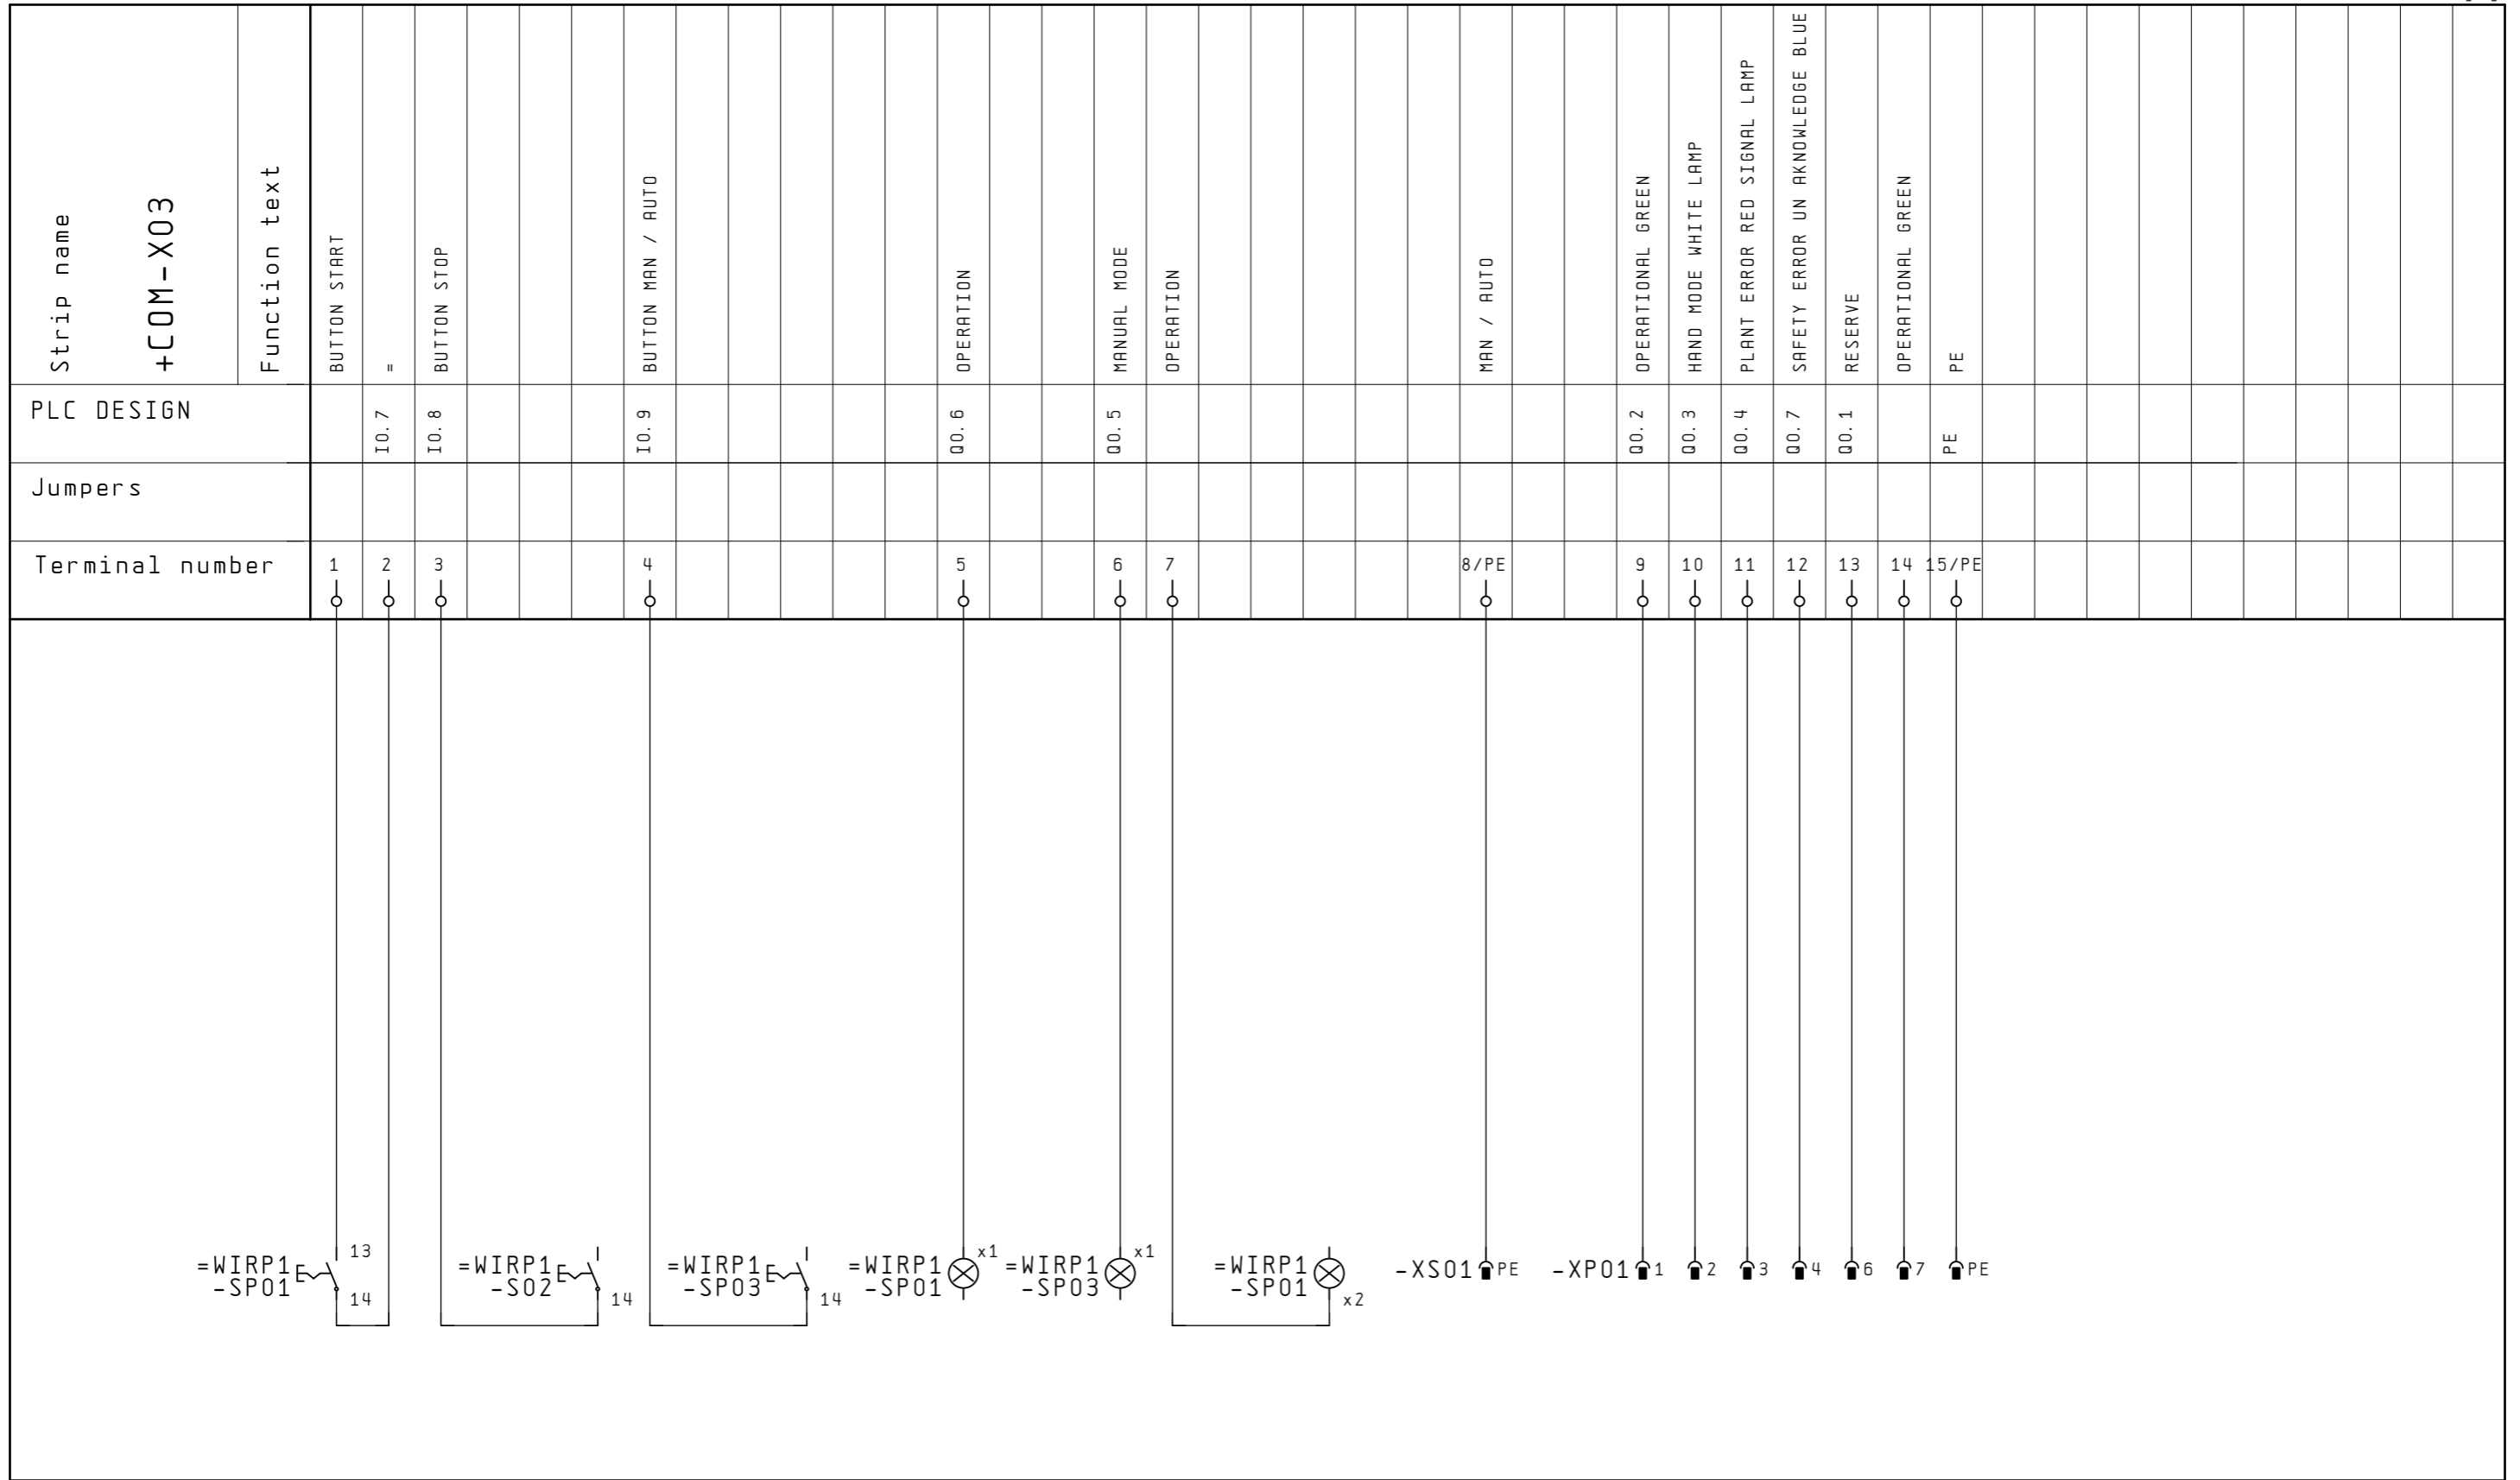 Strip name
+COM-X03
Function text
BUTTON START
=
BUTTON STOP
BUTTON MAN / AUTO
OPERATION
MANUAL MODE
OPERATION
MAN / AUTO
OPERATIONAL GREEN
HAND MODE WHITE LAMP
PLANT ERROR RED SIGNAL LAMP
SAFETY ERROR UN AKNOWLEDGE BLUE
RESERVE
OPERATIONAL GREEN
PE
PLC DESIGN
I0.7
I0.8
I0.9
Q0.6
Q0.5
Q0.2
Q0.3
Q0.4
Q0.7
Q0.1
PE
Jumpers
Terminal number
1
2
3
4
5
6
7
8/PE
9
10
11
12
13
14
15/PE
=WIRP1
-SP01
13
14
=WIRP1
-S02
14
=WIRP1
-SP03
14
=WIRP1
-SP01
x1
=WIRP1
-SP03
x1
=WIRP1
-SP01
x2
-XS01
PE
-XP01
1
2
3
4
6
7
PE